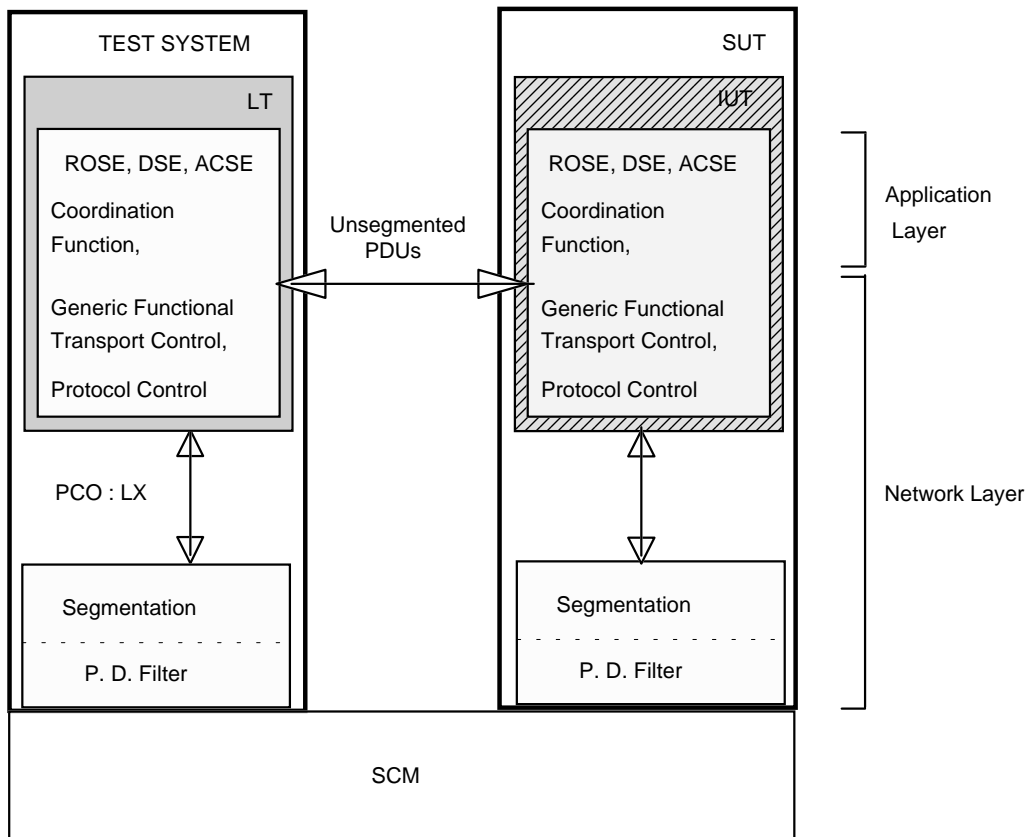 TEST SYSTEM
LT
ROSE, DSE, ACSE
Coordination
Function,
Generic Functional
Transport Control,
Protocol Control
PCO : LX
Segmentation
P. D. Filter
Unsegmented
PDUs
SUT
IUT
ROSE, DSE, ACSE
Coordination
Function,
Generic Functional
Transport Control,
Protocol Control
Segmentation
P. D. Filter
Application
Layer
Network Layer
SCM